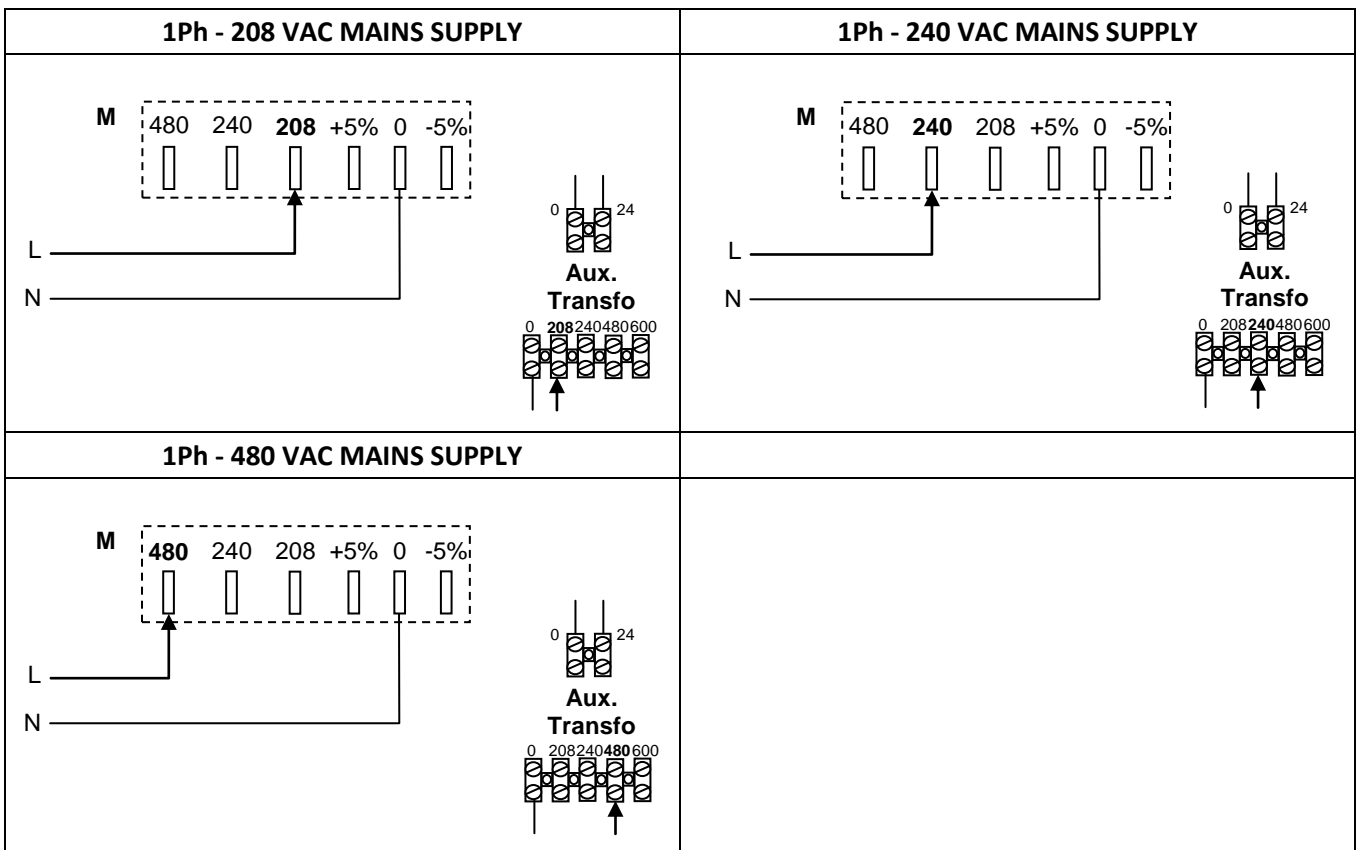 1Ph - 208 VAC MAINS SUPPLY
M
480 240 208 +5% 0 -5%
L
N
0 24
Aux.
Transfo
0 208 240 480 600
1Ph - 240 VAC MAINS SUPPLY
M
480 240 208 +5% 0 -5%
L
N
0 24
Aux.
Transfo
0 208 240 480 600
1Ph - 480 VAC MAINS SUPPLY
M
480 240 208 +5% 0 -5%
L
N
0 24
Aux.
Transfo
0 208 240 480 600